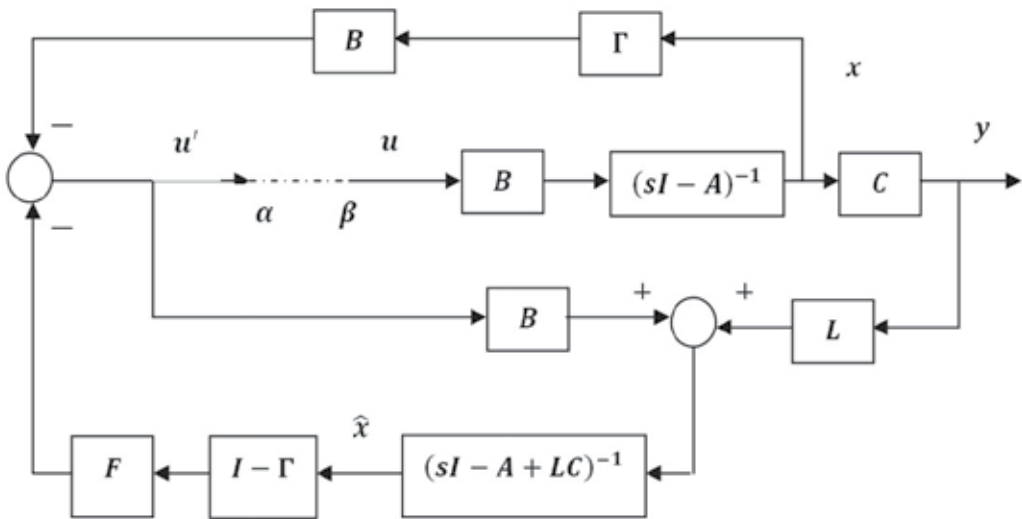 B Γ
x
−
u′ u y
B (sI − A)⁻¹ C
α β
−
+ +
B L
x̂
F I − Γ (sI − A + LC)⁻¹